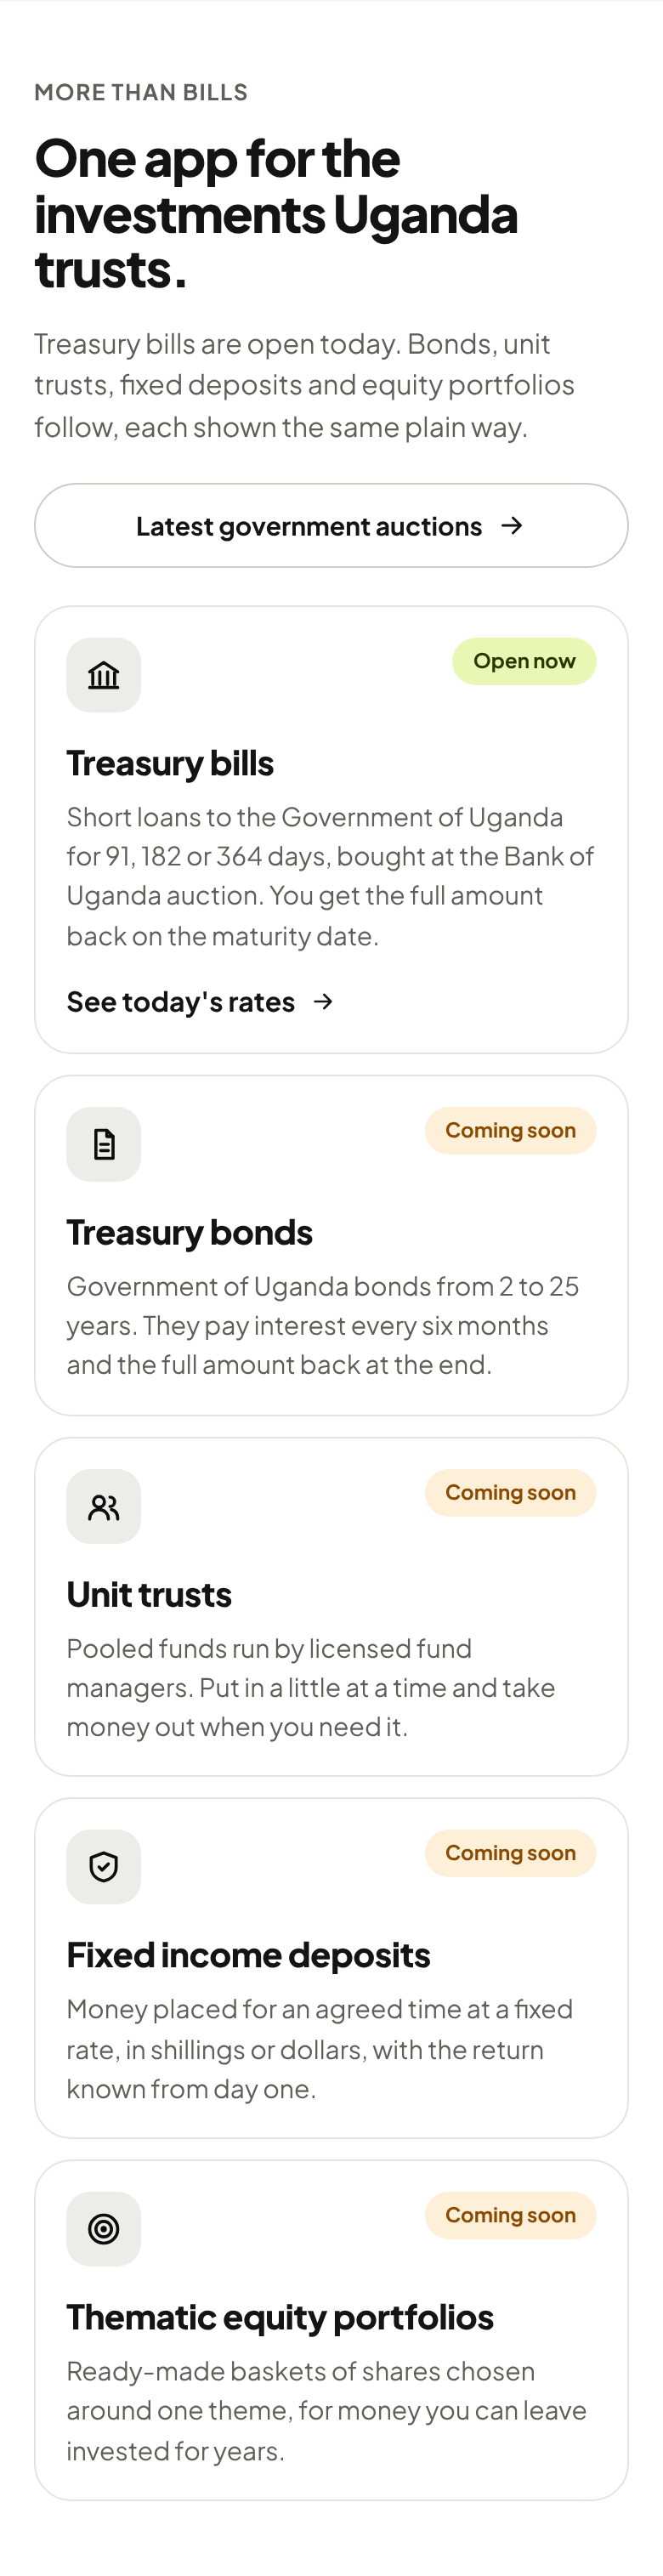 MORE THAN BILLS
One app for the
investments Uganda
trusts.
Treasury bills are open today. Bonds, unit
trusts, fixed deposits and equity portfolios
follow, each shown the same plain way.
Latest government auctions →
Open now
Treasury bills
Short loans to the Government of Uganda
for 91, 182 or 364 days, bought at the Bank of
Uganda auction. You get the full amount
back on the maturity date.
See today's rates →
Coming soon
Treasury bonds
Government of Uganda bonds from 2 to 25
years. They pay interest every six months
and the full amount back at the end.
Coming soon
Unit trusts
Pooled funds run by licensed fund
managers. Put in a little at a time and take
money out when you need it.
Coming soon
Fixed income deposits
Money placed for an agreed time at a fixed
rate, in shillings or dollars, with the return
known from day one.
Coming soon
Thematic equity portfolios
Ready-made baskets of shares chosen
around one theme, for money you can leave
invested for years.